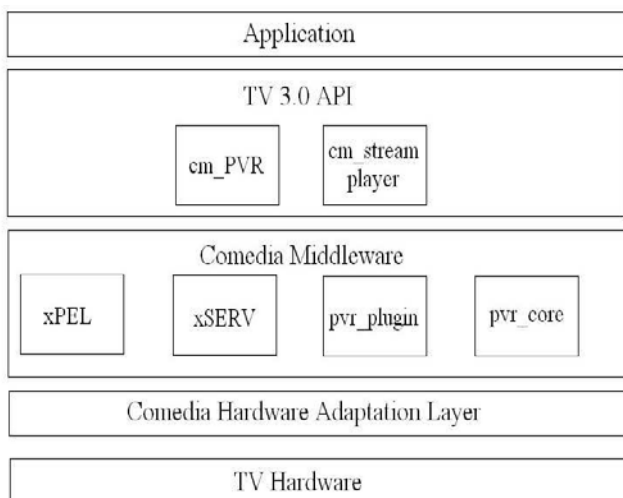 Application
TV 3.0 API
cm_PVR
cm_stream
player
Comedia Middleware
xPEL
xSERV
pvr_plugin
pvr_core
Comedia Hardware Adaptation Layer
TV Hardware